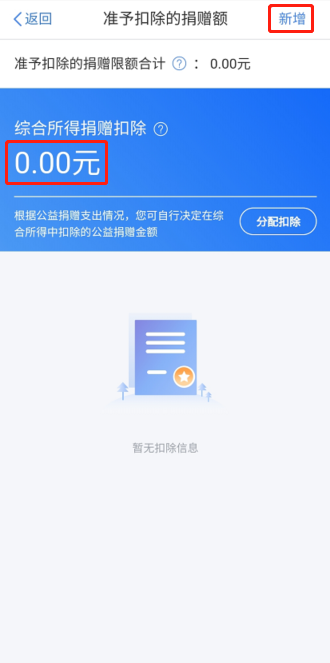 返回 准予扣除的捐赠额 新增
准予扣除的捐赠限额合计 ? ： 0.00元
综合所得捐赠扣除 ?
0.00元
根据公益捐赠支出情况，您可自行决定在综
合所得中扣除的公益捐赠金额
分配扣除
暂无扣除信息